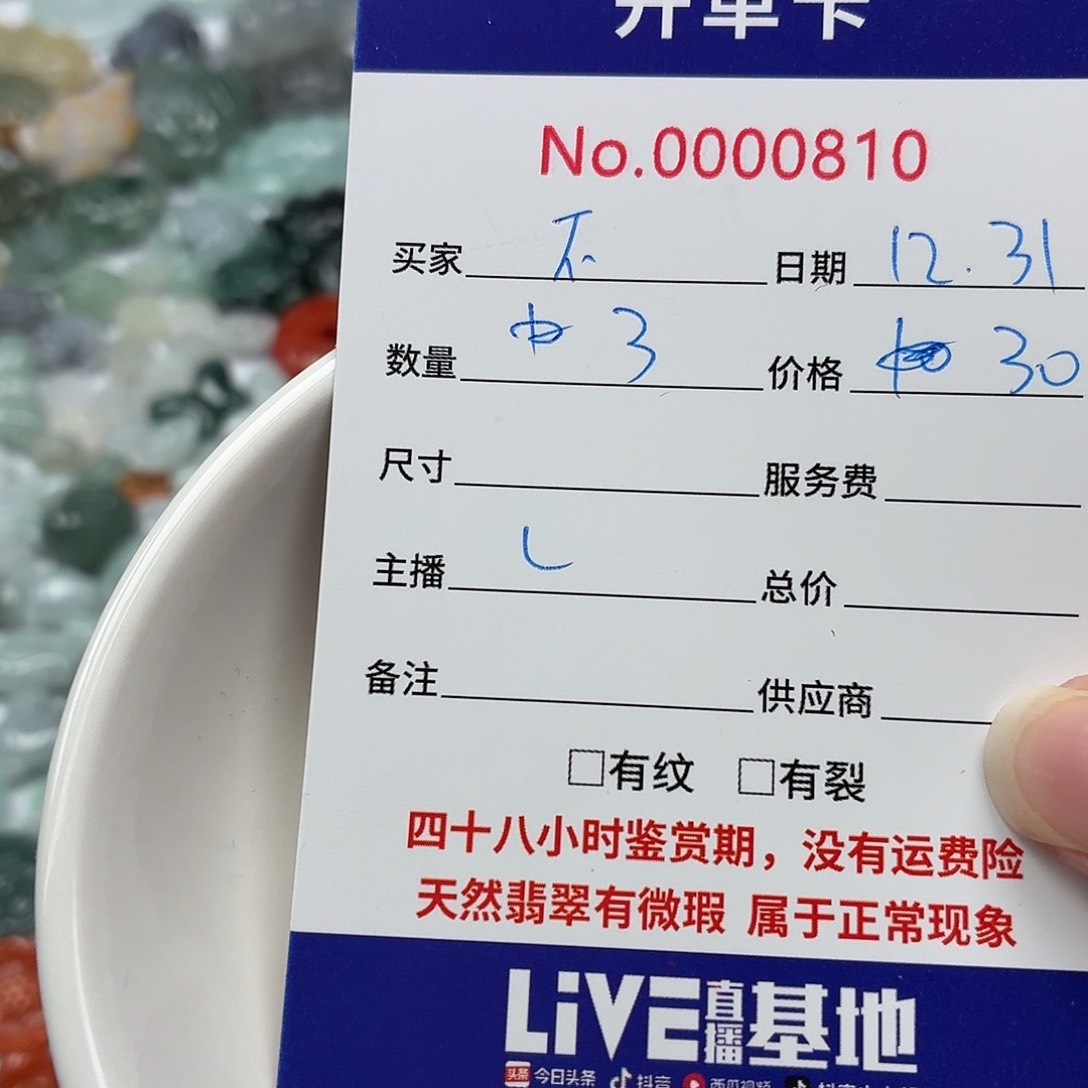 开单卡
No.0000810
买家 不 日期 12.31
数量 中 3 价格 30
尺寸 服务费
主播 L 总价
备注 供应商
□有纹 □有裂
四十八小时鉴赏期，没有运费险
天然翡翠有微瑕 属于正常现象
LiVE直播基地
头条 今日头条 抖音 西瓜视频